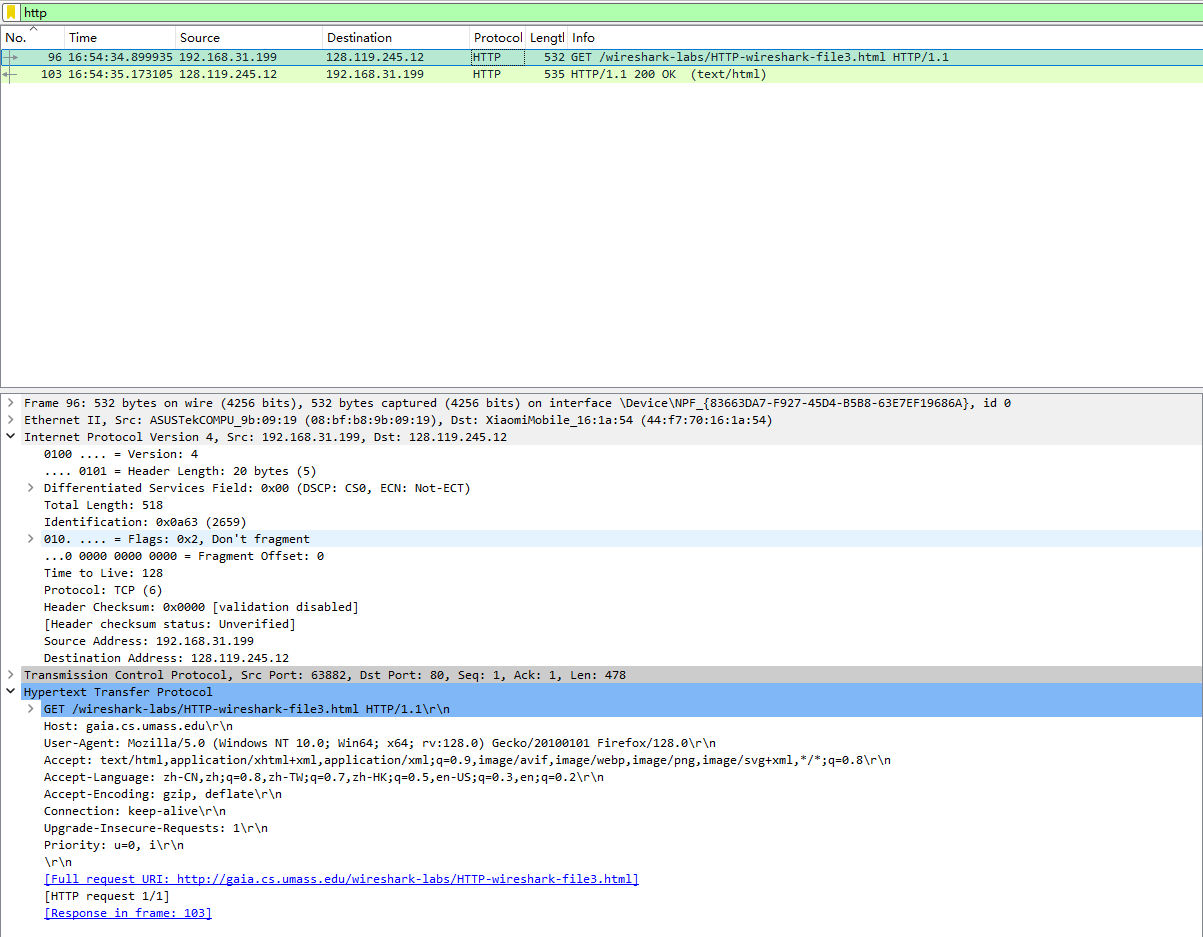 http
No. Time Source Destination Protocol Lengtl Info
96 16:54:34.899935 192.168.31.199 128.119.245.12 HTTP 532 GET /wireshark-labs/HTTP-wireshark-file3.html HTTP/1.1
103 16:54:35.173105 128.119.245.12 192.168.31.199 HTTP 535 HTTP/1.1 200 OK  (text/html)
Frame 96: 532 bytes on wire (4256 bits), 532 bytes captured (4256 bits) on interface \Device\NPF_{83663DA7-F927-45D4-B5B8-63E7EF19686A}, id 0
Ethernet II, Src: ASUSTekCOMPU_9b:09:19 (08:bf:b8:9b:09:19), Dst: XiaomiMobile_16:1a:54 (44:f7:70:16:1a:54)
Internet Protocol Version 4, Src: 192.168.31.199, Dst: 128.119.245.12
0100 .... = Version: 4
.... 0101 = Header Length: 20 bytes (5)
Differentiated Services Field: 0x00 (DSCP: CS0, ECN: Not-ECT)
Total Length: 518
Identification: 0x0a63 (2659)
010. .... = Flags: 0x2, Don't fragment
...0 0000 0000 0000 = Fragment Offset: 0
Time to Live: 128
Protocol: TCP (6)
Header Checksum: 0x0000 [validation disabled]
[Header checksum status: Unverified]
Source Address: 192.168.31.199
Destination Address: 128.119.245.12
Transmission Control Protocol, Src Port: 63882, Dst Port: 80, Seq: 1, Ack: 1, Len: 478
Hypertext Transfer Protocol
GET /wireshark-labs/HTTP-wireshark-file3.html HTTP/1.1\r\n
Host: gaia.cs.umass.edu\r\n
User-Agent: Mozilla/5.0 (Windows NT 10.0; Win64; x64; rv:128.0) Gecko/20100101 Firefox/128.0\r\n
Accept: text/html,application/xhtml+xml,application/xml;q=0.9,image/avif,image/webp,image/png,image/svg+xml,*/*;q=0.8\r\n
Accept-Language: zh-CN,zh;q=0.8,zh-TW;q=0.7,zh-HK;q=0.5,en-US;q=0.3,en;q=0.2\r\n
Accept-Encoding: gzip, deflate\r\n
Connection: keep-alive\r\n
Upgrade-Insecure-Requests: 1\r\n
Priority: u=0, i\r\n
\r\n
[Full request URI: http://gaia.cs.umass.edu/wireshark-labs/HTTP-wireshark-file3.html]
[HTTP request 1/1]
[Response in frame: 103]